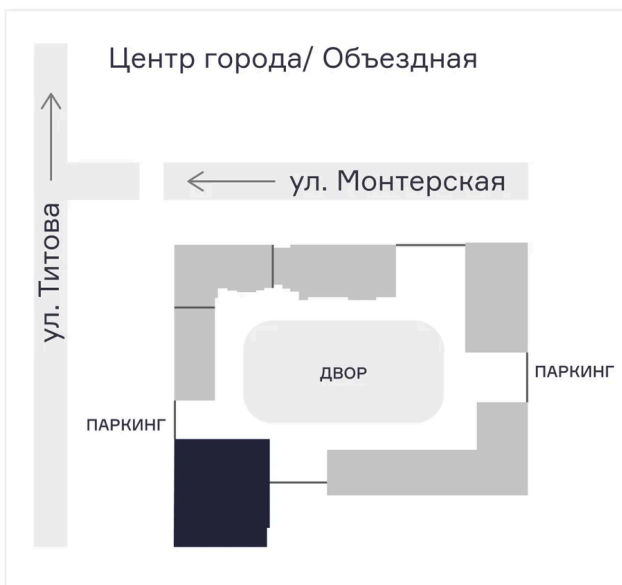 Центр города/ Объездная
ул. Монтерская
ул. Титова
ДВОР
ПАРКИНГ
ПАРКИНГ